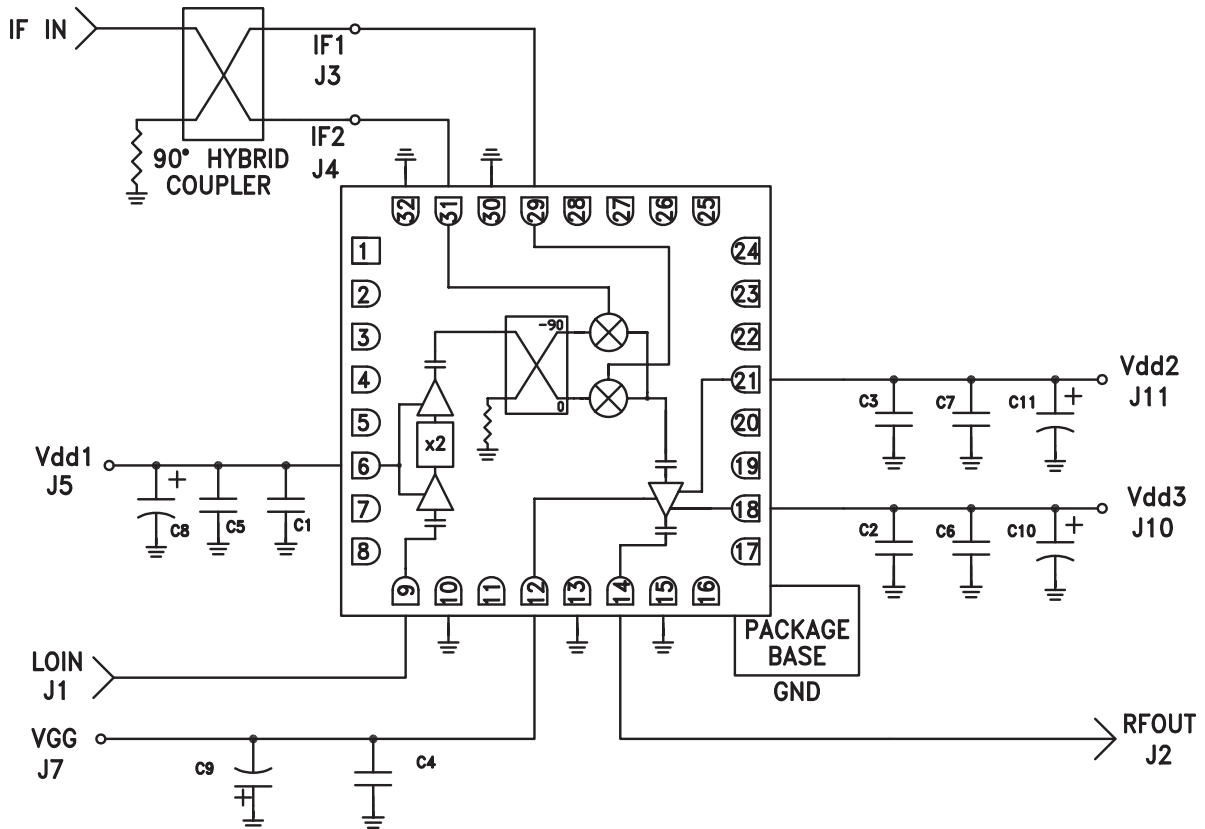 IF IN
IF1
J3
IF2
J4
90° HYBRID
COUPLER
32
31
30
29
28
27
26
25
1
2
3
4
5
6
7
8
24
23
22
21
20
19
18
17
-90
0
x2
9
10
11
12
13
14
15
16
Vdd1
J5
C8
+
C5
C1
Vdd2
J11
C3
C7
C11
+
Vdd3
J10
C2
C6
C10
+
PACKAGE
BASE
GND
LOIN
J1
VGG
J7
C9
+
C4
RFOUT
J2